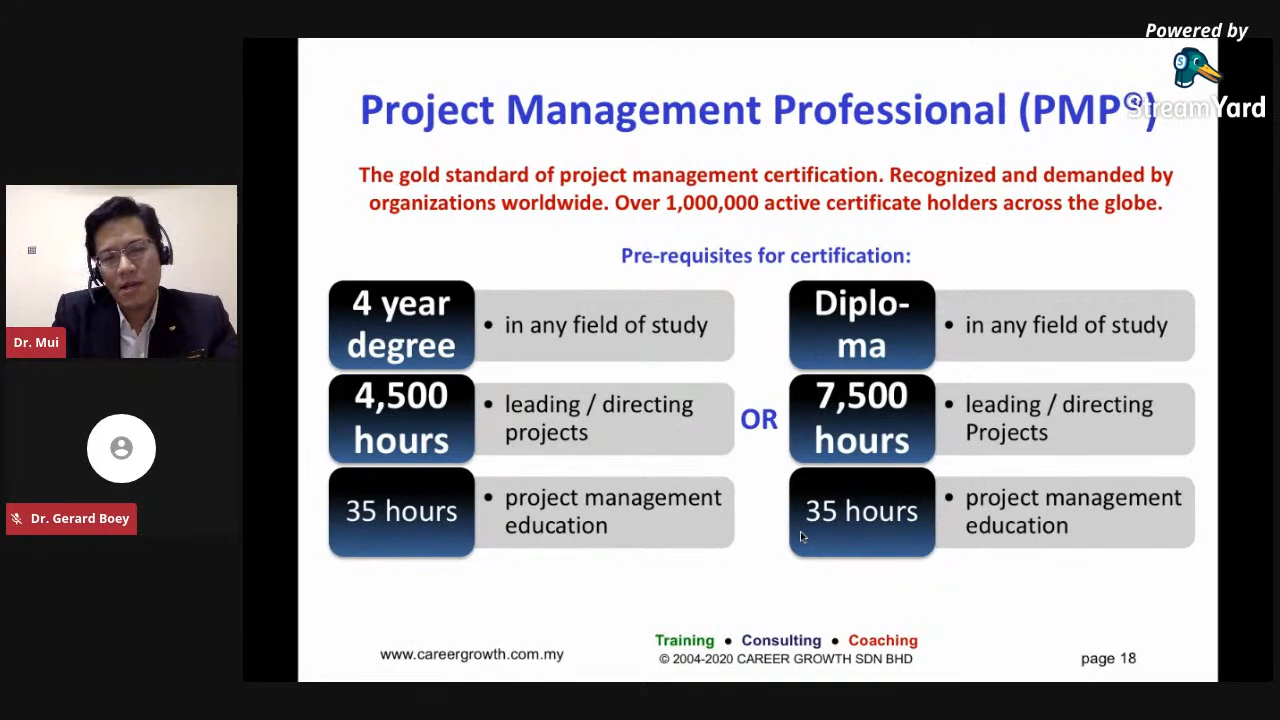 Powered by
StreamYard
Project Management Professional (PMP®)
The gold standard of project management certification. Recognized and demanded by
organizations worldwide. Over 1,000,000 active certificate holders across the globe.
Pre-requisites for certification:
4 year
degree
• in any field of study
4,500
hours
• leading / directing
projects
35 hours
• project management
education
OR
Diplo-
ma
• in any field of study
7,500
hours
• leading / directing
Projects
35 hours
• project management
education
Dr. Mui
Dr. Gerard Boey
www.careergrowth.com.my
Training • Consulting • Coaching
© 2004-2020 CAREER GROWTH SDN BHD
page 18